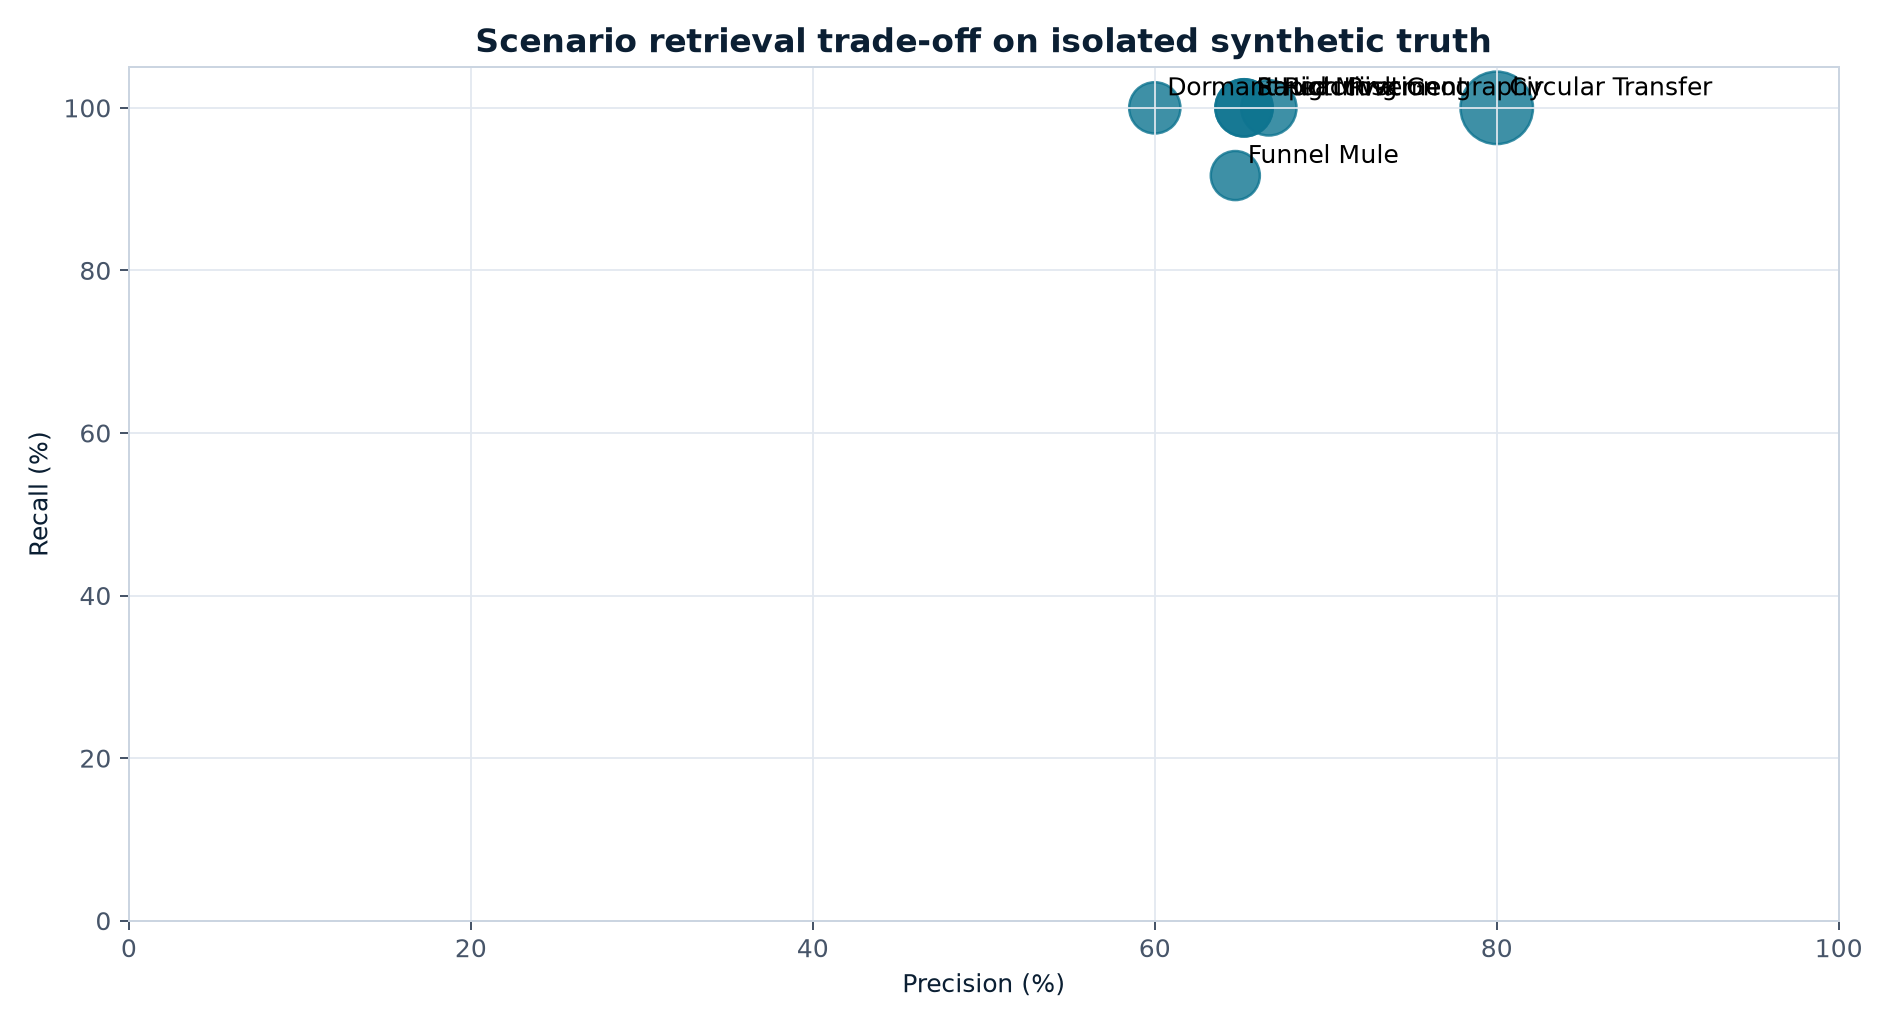 Scenario retrieval trade-off on isolated synthetic truth
Dormant
Circular Transfer
Funnel Mule
100
80
60
40
20
0
Recall (%)
0
20
40
60
80
100
Precision (%)